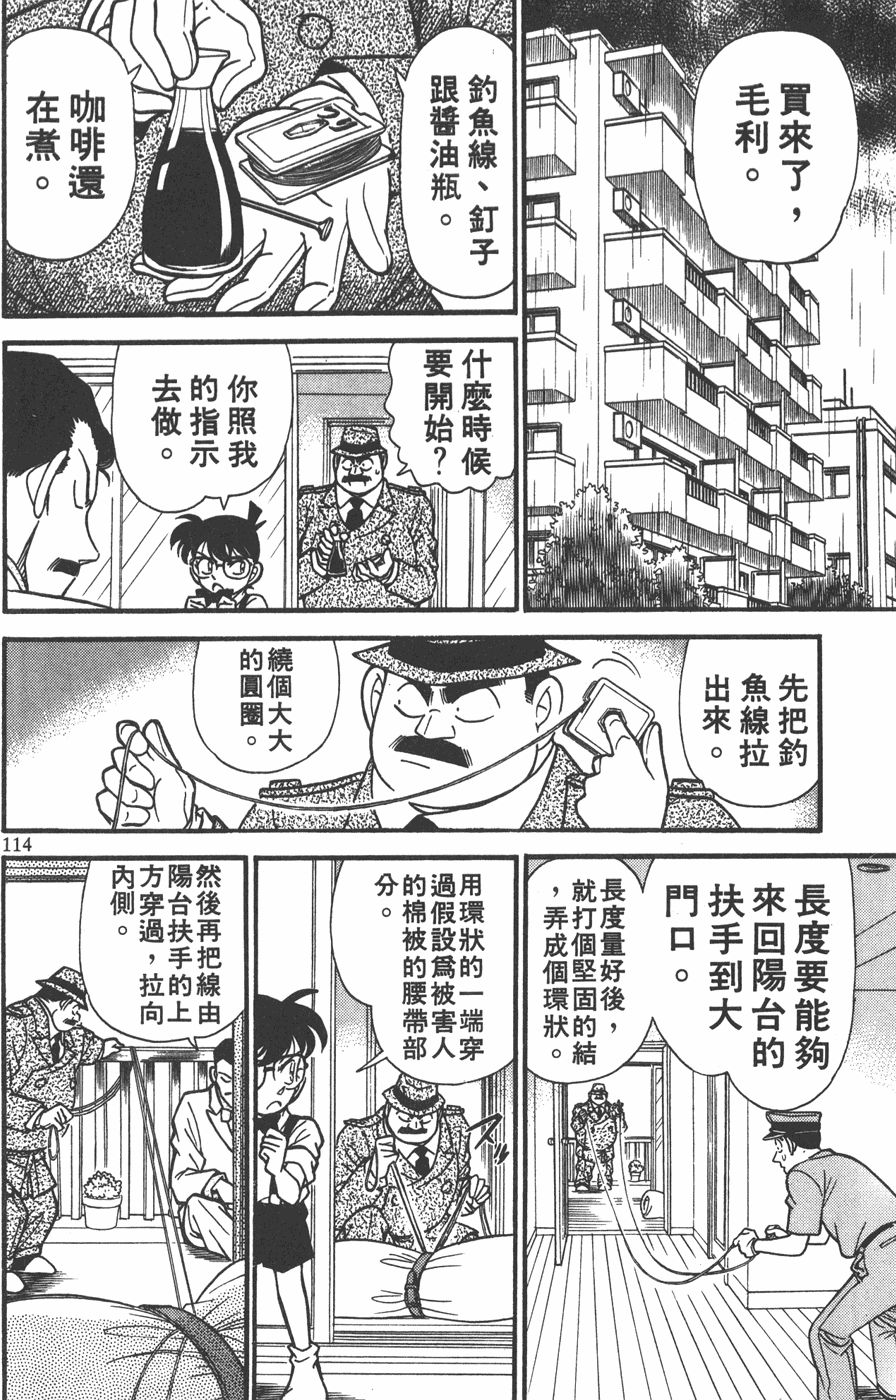 買來了，
毛利。
釣魚線、釘子
跟醬油瓶。
フリ
咖啡還
在煮。
什麼時候
要開始？
你照我
的指示
去做。
先把釣
魚線拉
出來。
繞個大大
的圓圈。
114
長度要能夠
來回陽台的
扶手到大
門口。
長度量好後，
就打個堅固的結
，弄成個環狀。
用環狀的一端穿
過假設爲被害人
的棉被的腰帶部
分。
ズッ
然後再把線由
陽台扶手的上
方穿過，拉向
內側。